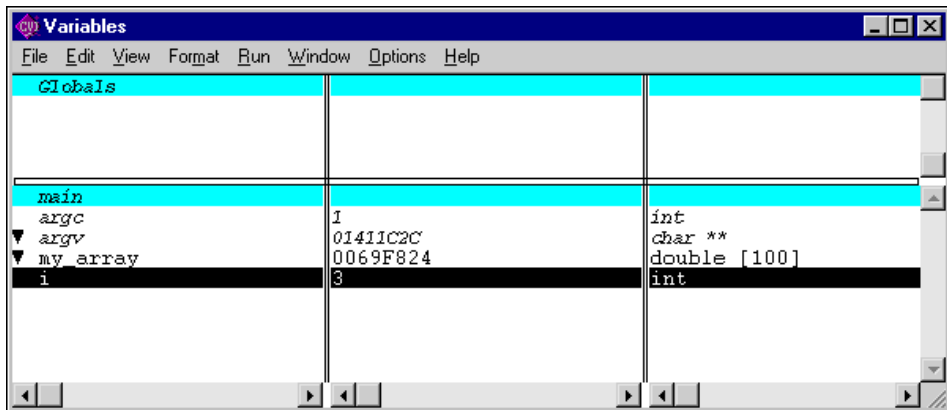 CVI Variables
File Edit View Format Run Window Options Help
Globals
main
argc 1 int
argv 01411C2C char **
my_array 0069F824 double [100]
i 3 int